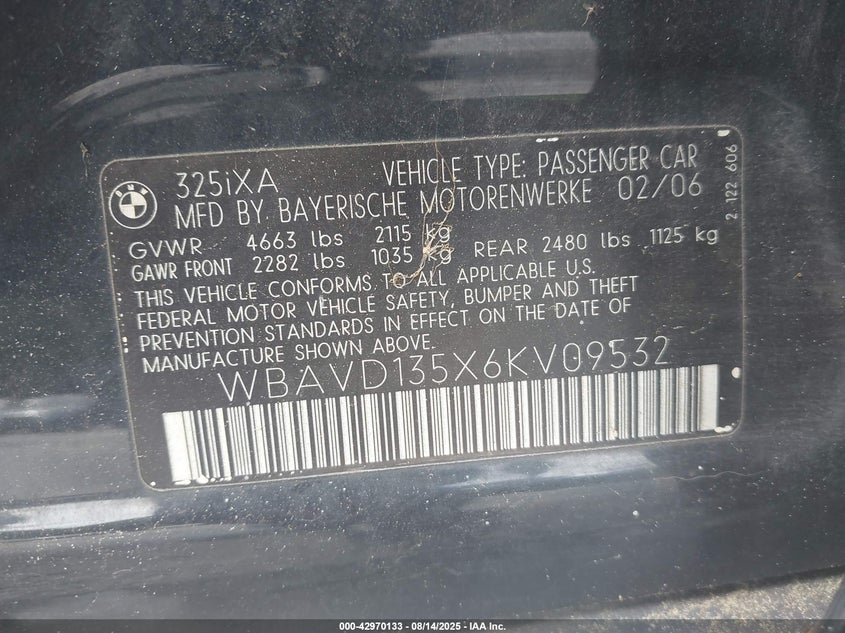 BMW
325iXA VEHICLE TYPE: PASSENGER CAR
MFD BY. BAYERISCHE MOTORENWERKE 02/06
GVWR 4663 lbs 2115 kg
GAWR FRONT 2282 lbs 1035 kg REAR 2480 lbs 1125 kg
THIS VEHICLE CONFORMS TO ALL APPLICABLE U.S.
FEDERAL MOTOR VEHICLE SAFETY, BUMPER AND THEFT
PREVENTION STANDARDS IN EFFECT ON THE DATE OF
MANUFACTURE SHOWN ABOVE.
WBAVD135X6KV09532
2 122 606
000-42970133 - 08/14/2025 - IAA Inc.